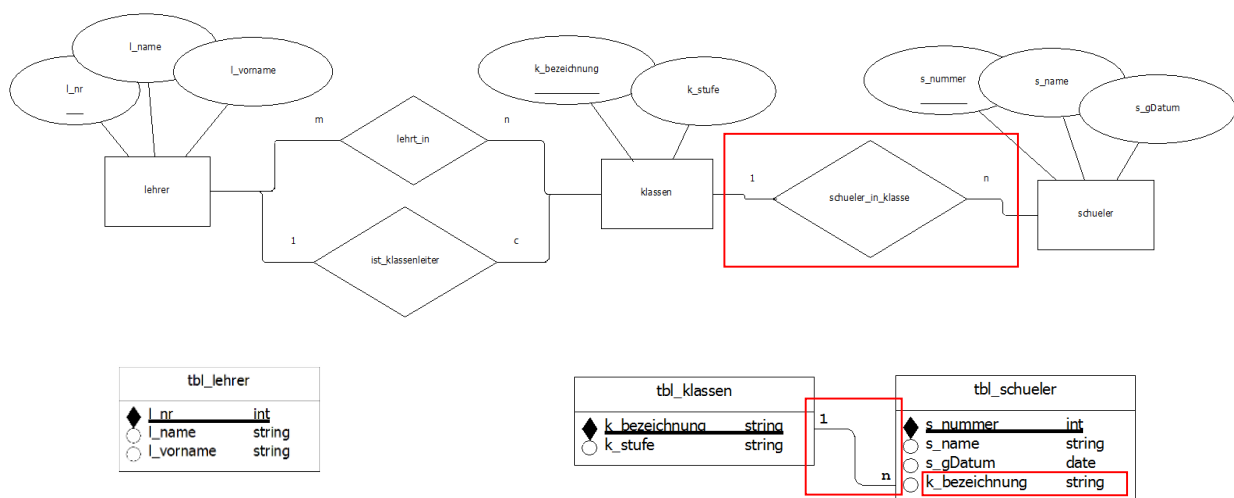 l_name
l_vorname
l_nr
k_bezeichnung
k_stufe
s_nummer
s_name
s_gDatum
m
lehrt_in
n
lehrer
klassen
1
schueler_in_klasse
n
schueler
1
ist_klassenleiter
c
tbl_lehrer
l_nr int
l_name string
l_vorname string
tbl_klassen
k_bezeichnung string
k_stufe string
1
n
tbl_schueler
s_nummer int
s_name string
s_gDatum date
k_bezeichnung string